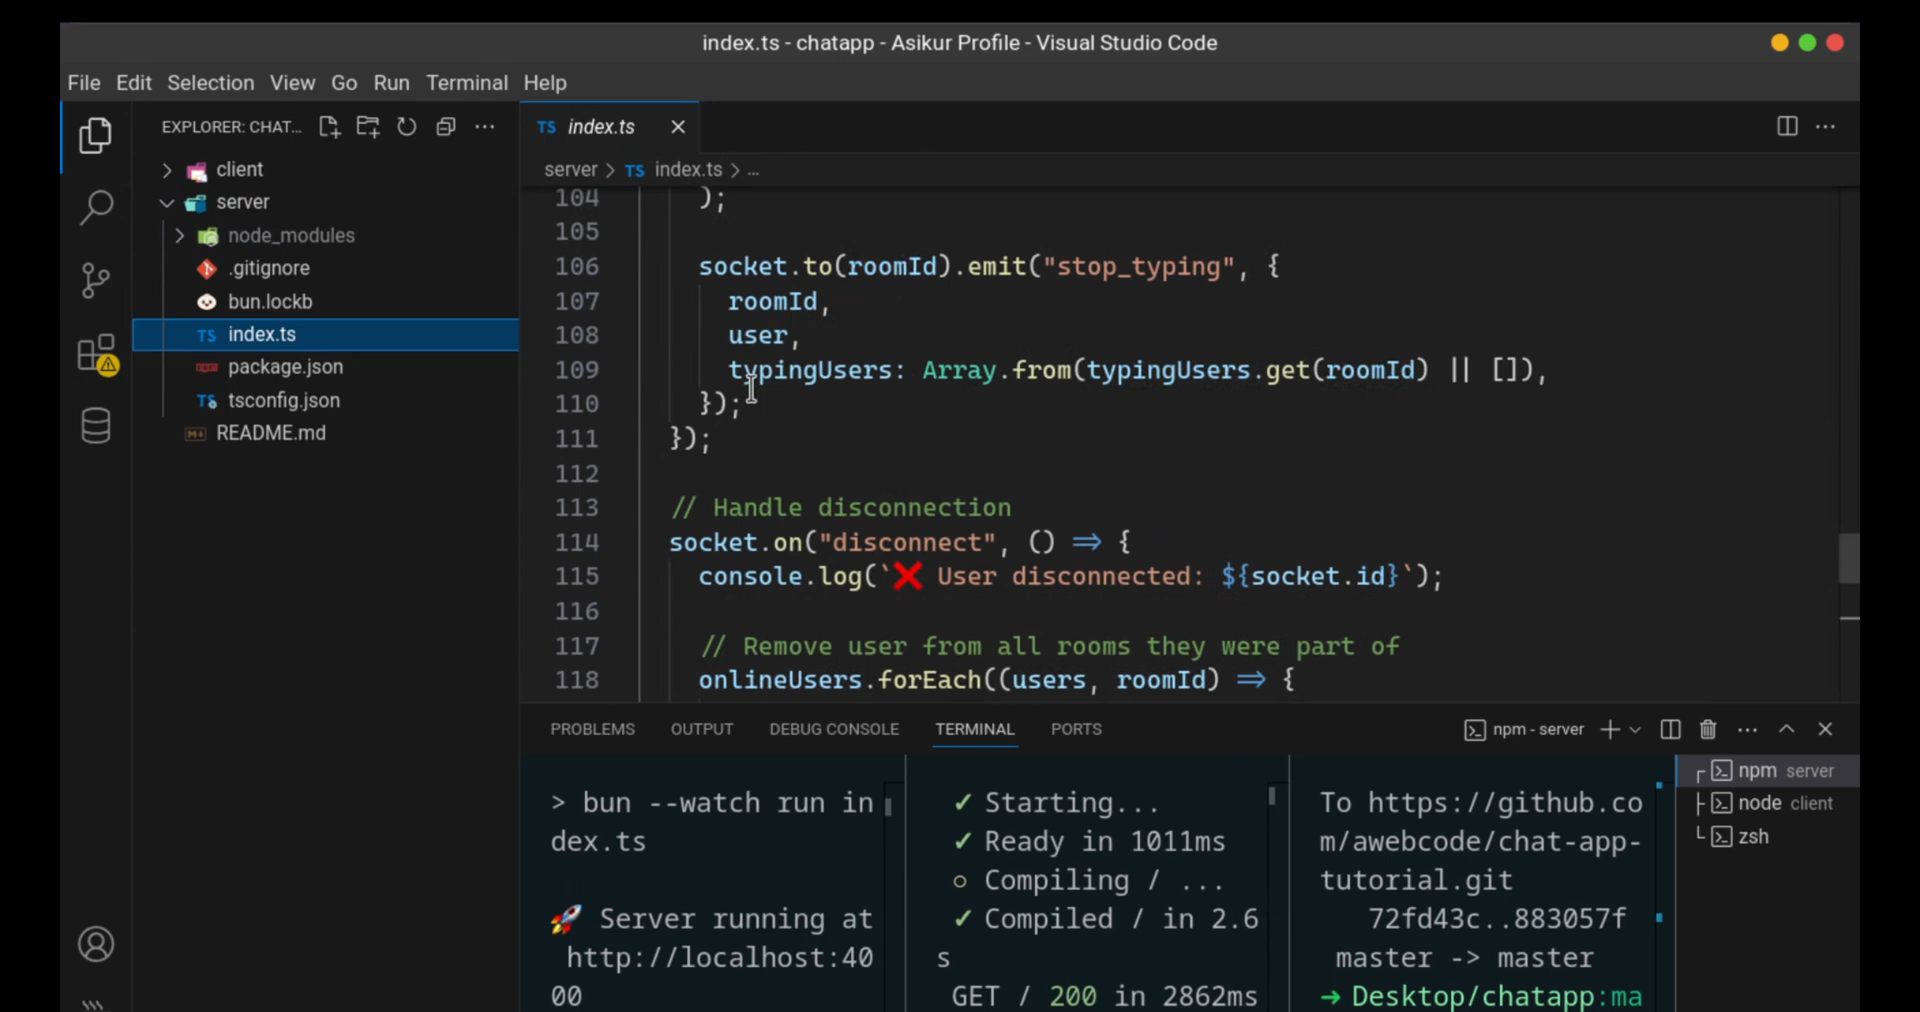 index.ts - chatapp - Asikur Profile - Visual Studio Code
File Edit Selection View Go Run Terminal Help
EXPLORER: CHAT... ···
TS index.ts
client
server > TS index.ts > ...
server
node_modules
.gitignore
bun.lockb
TS index.ts
package.json
TS tsconfig.json
README.md
104 );
105
106 socket.to(roomId).emit("stop_typing", {
107 roomId,
108 user,
109 typingUsers: Array.from(typingUsers.get(roomId) || []),
110 });
111 });
112
113 // Handle disconnection
114 socket.on("disconnect", () => {
115 console.log(`❌ User disconnected: ${socket.id}`);
116
117 // Remove user from all rooms they were part of
118 onlineUsers.forEach((users, roomId) => {
PROBLEMS OUTPUT DEBUG CONSOLE TERMINAL PORTS npm - server
> bun --watch run in
dex.ts
🚀 Server running at
http://localhost:40
00
✓ Starting...
✓ Ready in 1011ms
○ Compiling / ...
✓ Compiled / in 2.6
s
GET / 200 in 2862ms
To https://github.co
m/awebcode/chat-app-
tutorial.git
72fd43c..883057f
master -> master
➜ Desktop/chatapp:ma
npm server
node client
zsh